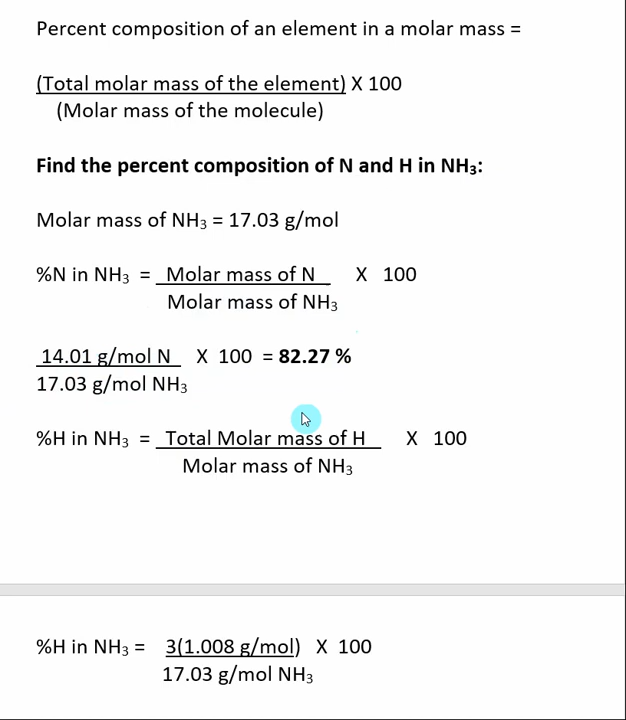 Percent composition of an element in a molar mass =
(Total molar mass of the element) X 100
(Molar mass of the molecule)
Find the percent composition of N and H in NH₃:
Molar mass of NH₃ = 17.03 g/mol
%N in NH₃ = Molar mass of N X 100
Molar mass of NH₃
14.01 g/mol N X 100 = 82.27 %
17.03 g/mol NH₃
%H in NH₃ = Total Molar mass of H X 100
Molar mass of NH₃
%H in NH₃ = 3(1.008 g/mol) X 100
17.03 g/mol NH₃